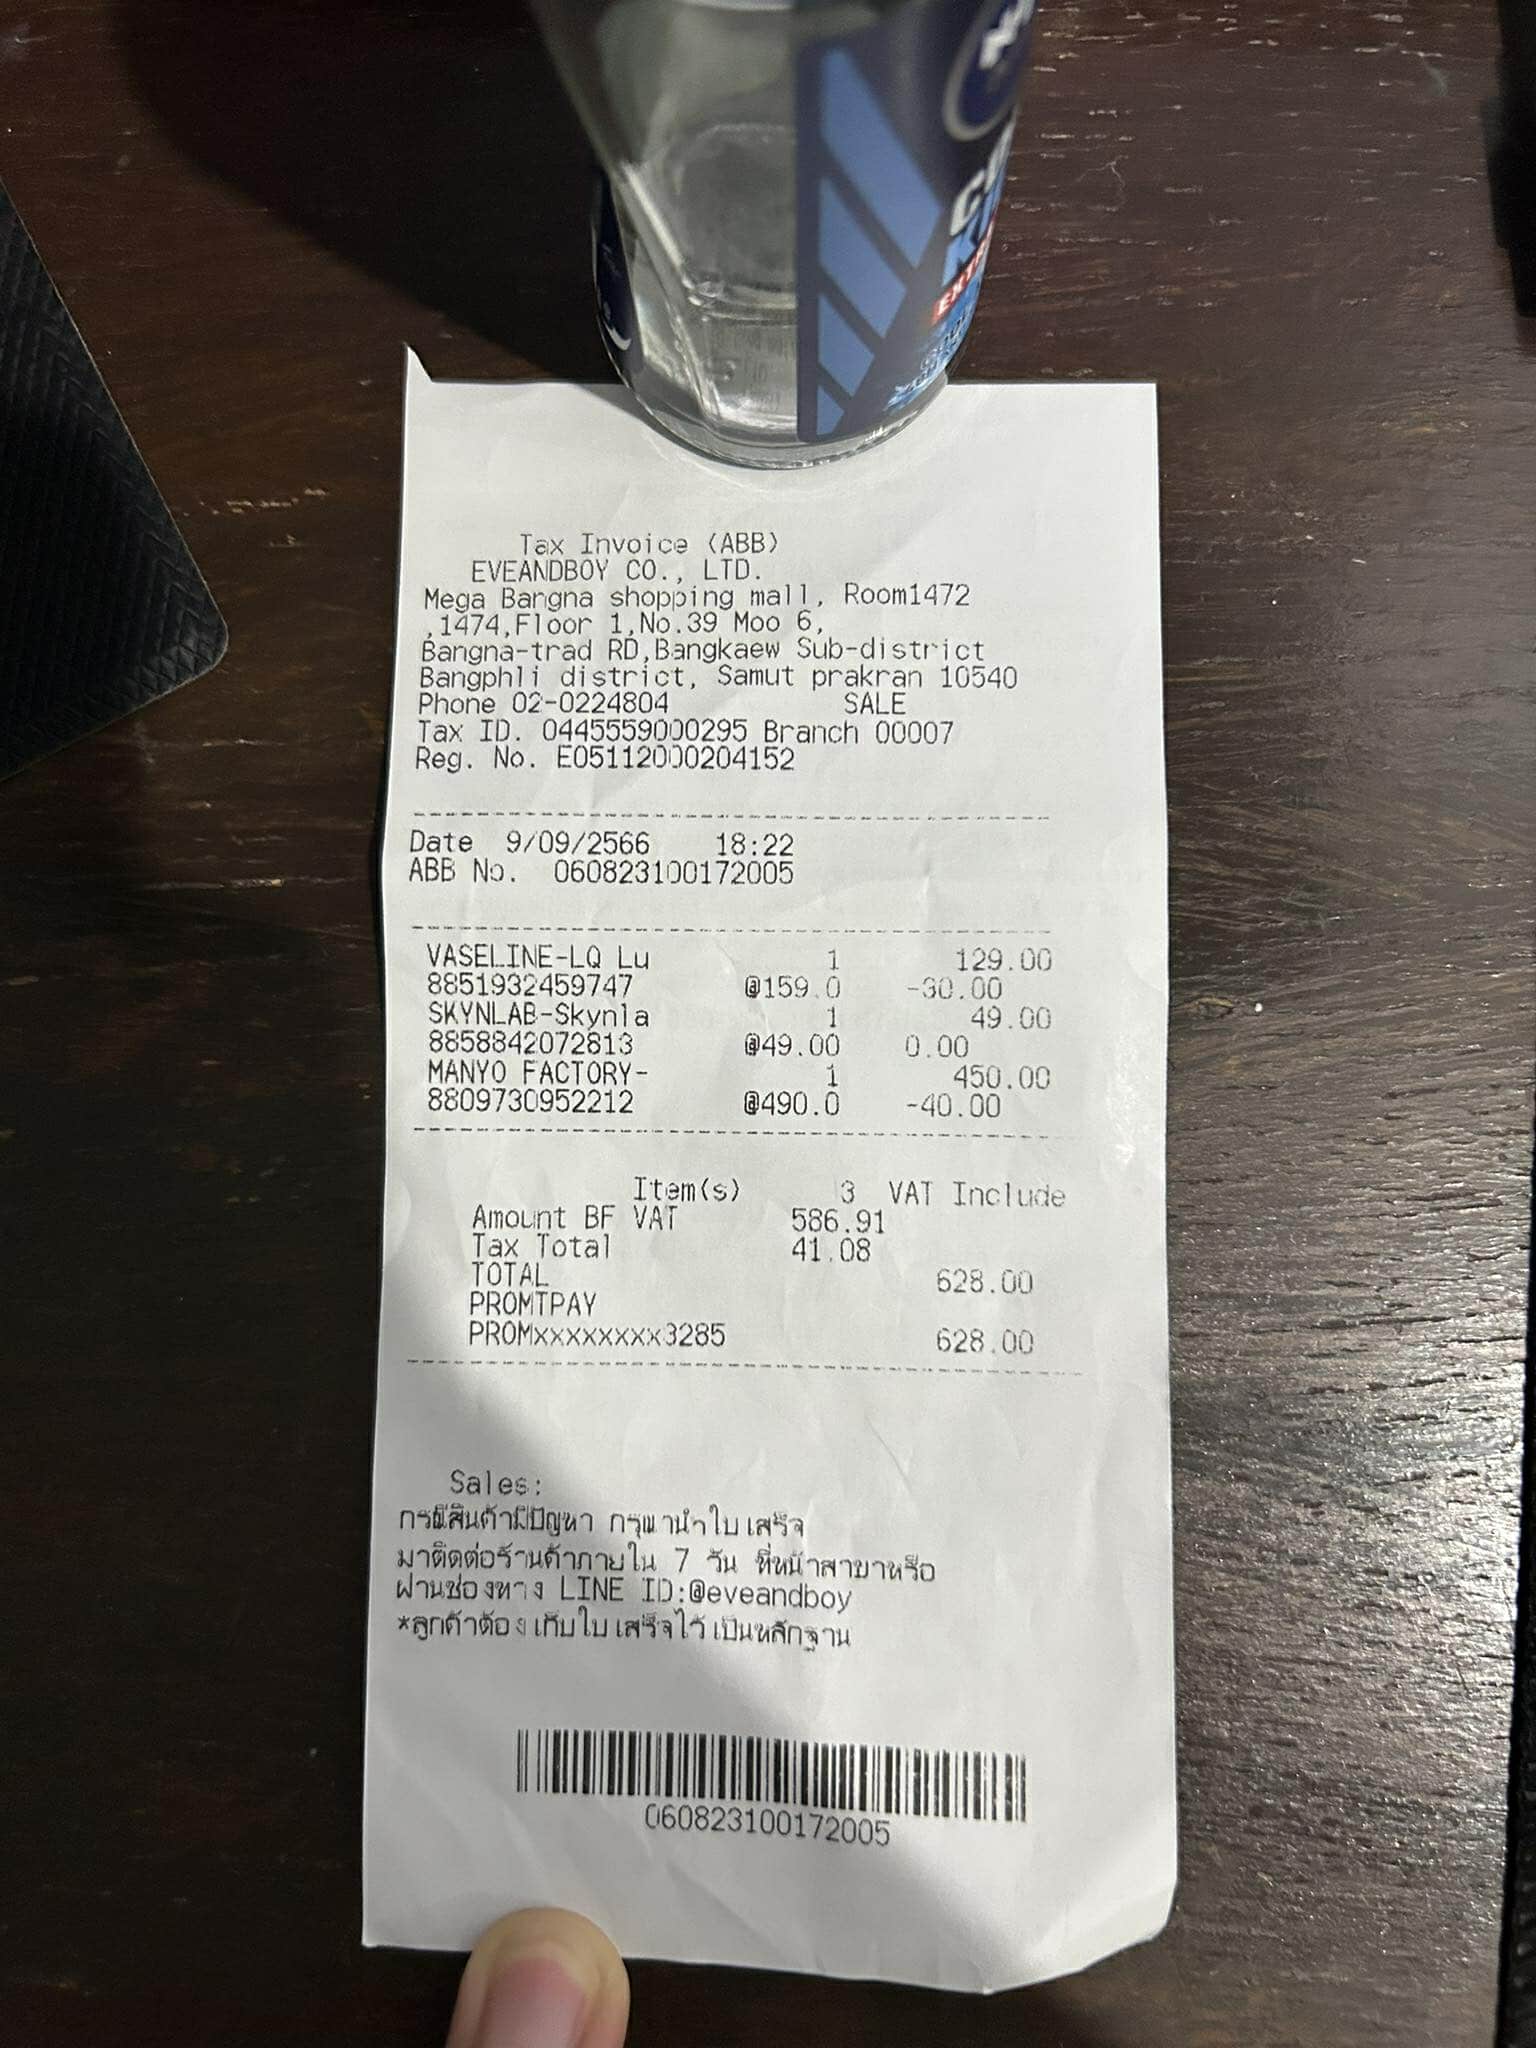 EXT
Tax Invoice (ABB)
EVEANDBOY CO., LTD.
Mega Bangna shopping mall, Room1472
,1474,Floor 1,No.39 Moo 6,
Bangna-trad RD,Bangkaew Sub-district
Bangphli district, Samut prakran 10540
Phone 02-0224804 SALE
Tax ID. 0445559000295 Branch 00007
Reg. No. E05112000204152
Date 9/09/2566 18:22
ABB No. 060823100172005
VASELINE-LQ Lu 1 129.00
8851932459747 @159.0 -30.00
SKYNLAB-Skynla 1 49.00
8858842072813 @49.00 0.00
MANYO FACTORY- 1 450.00
8809730952212 @490.0 -40.00
Item(s) 3 VAT Include
Amount BF VAT 586.91
Tax Total 41.08
TOTAL 628.00
PROMTPAY
PROMxxxxxxxx3285 628.00
Sales:
กรณีสินค้ามีปัญหา กรุณานำใบเสร็จ
มาติดต่อร้านค้าภายใน 7 วัน ที่หน้าสาขาหรือ
ผ่านช่องทาง LINE ID:@eveandboy
*ลูกค้าต้องเก็บใบเสร็จไว้เป็นหลักฐาน
060823100172005